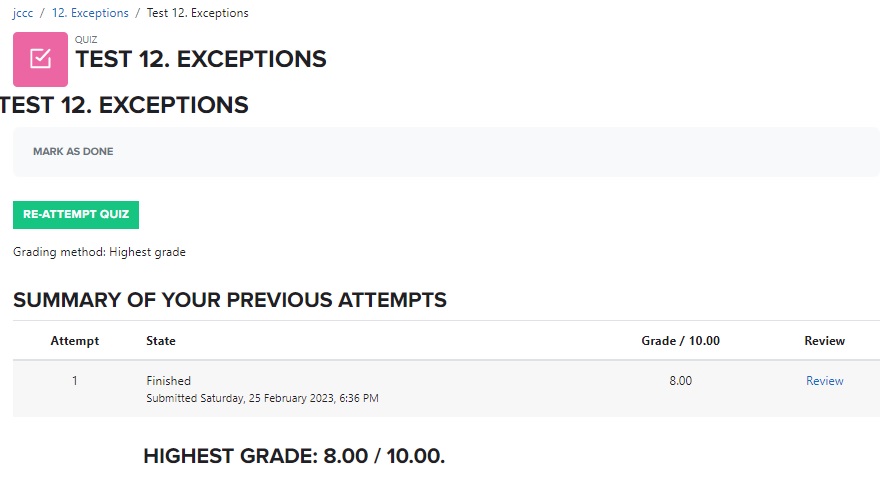 jccc / 12. Exceptions / Test 12. Exceptions
QUIZ
TEST 12. EXCEPTIONS
TEST 12. EXCEPTIONS
MARK AS DONE
RE-ATTEMPT QUIZ
Grading method: Highest grade
SUMMARY OF YOUR PREVIOUS ATTEMPTS
Attempt State Grade / 10.00 Review
1 Finished 8.00 Review
Submitted Saturday, 25 February 2023, 6:36 PM
HIGHEST GRADE: 8.00 / 10.00.